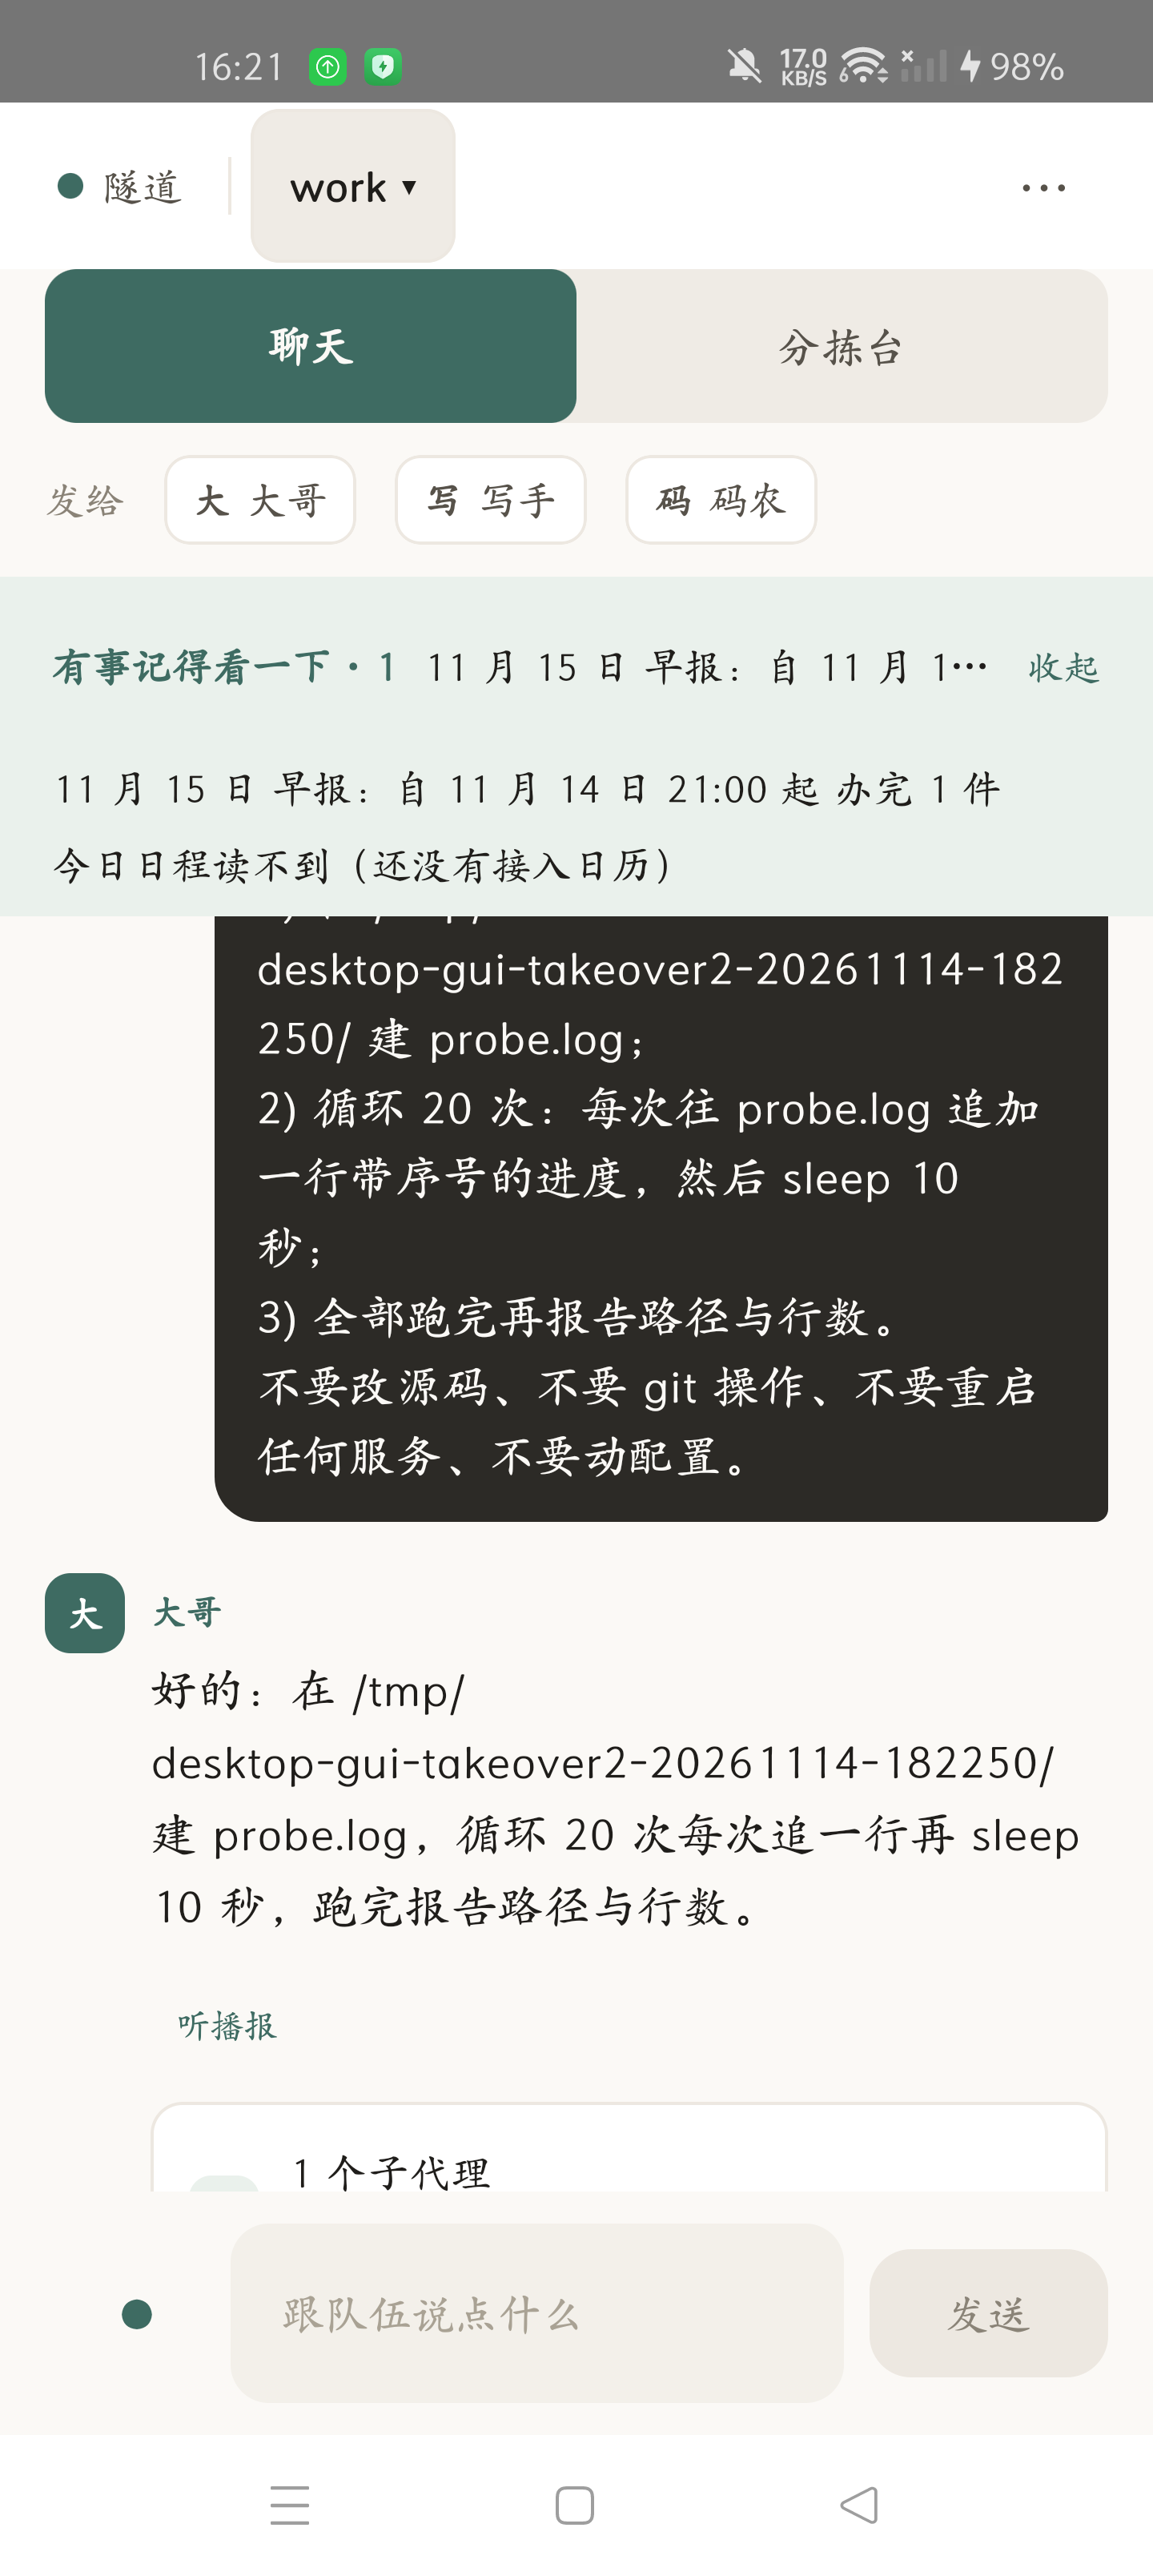 16:21 17.0 KB/S 6 98%
隧道 work ▾ ...
聊天 分拣台
发给 大 大哥 写 写手 码 码农
有事记得看一下 · 1 11 月 15 日 早报：自 11 月 1… 收起
11 月 15 日 早报：自 11 月 14 日 21:00 起 办完 1 件
今日日程读不到（还没有接入日历）
desktop-gui-takeover2-20261114-182
250/ 建 probe.log；
2) 循环 20 次：每次往 probe.log 追加
一行带序号的进度，然后 sleep 10
秒；
3) 全部跑完再报告路径与行数。
不要改源码、不要 git 操作、不要重启
任何服务、不要动配置。
大 大哥
好的：在 /tmp/
desktop-gui-takeover2-20261114-182250/
建 probe.log，循环 20 次每次追一行再 sleep
10 秒，跑完报告路径与行数。
听播报
1 个子代理
跟队伍说点什么 发送